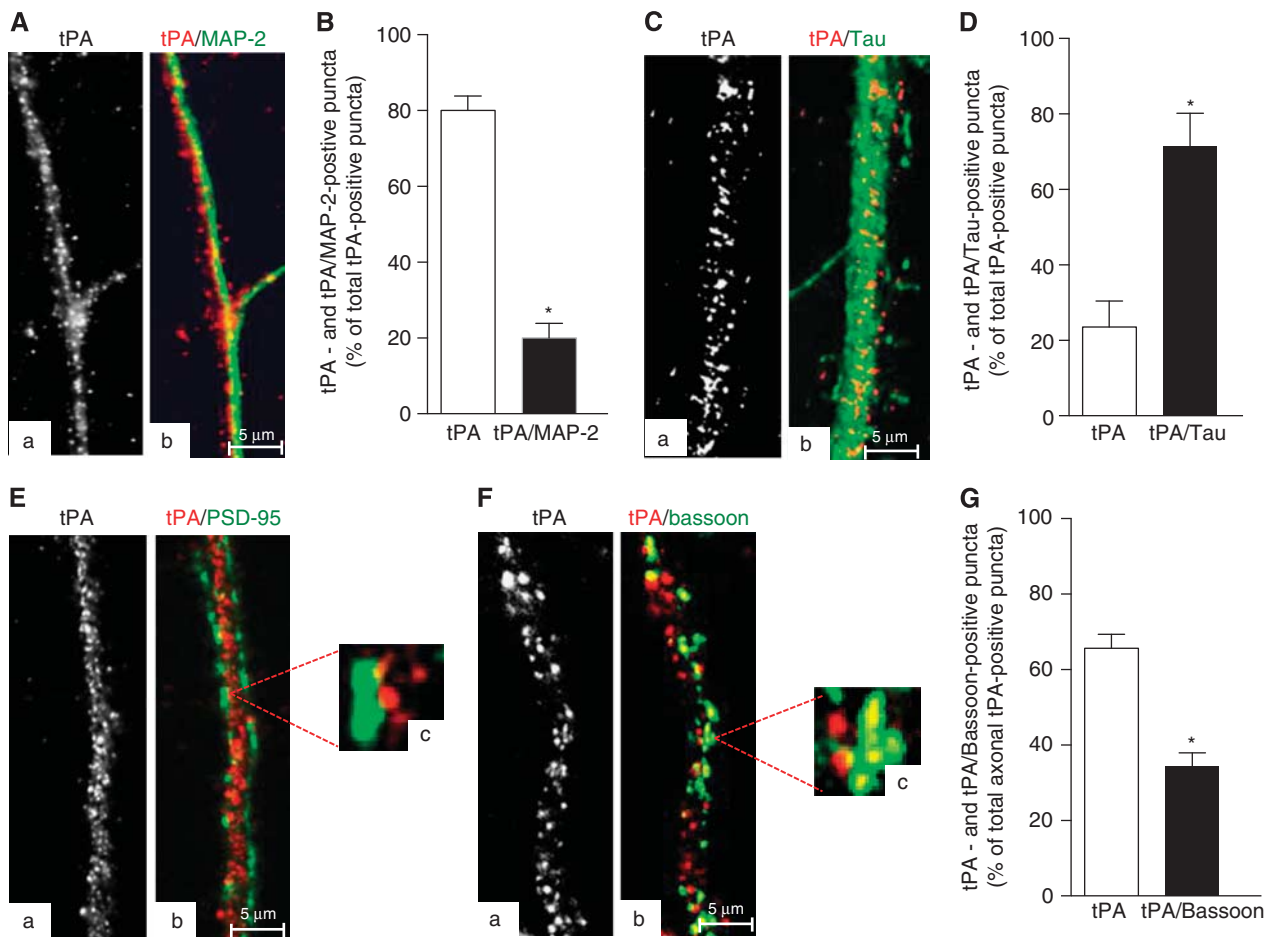 A
tPA
tPA/MAP-2
a
b
5 μm
B
tPA - and tPA/MAP-2-postive puncta
(% of total tPA-positive puncta)
100
80
60
40
20
0
*
tPA
tPA/MAP-2
C
tPA
tPA/Tau
a
b
5 μm
D
tPA - and tPA/Tau-positive puncta
(% of total tPA-positive puncta)
100
80
60
40
20
0
*
tPA
tPA/Tau
E
tPA
tPA/PSD-95
a
b
5 μm
c
F
tPA
tPA/bassoon
a
b
5 μm
c
G
tPA - and tPA/Bassoon-positive puncta
(% of total axonal tPA-positive puncta)
100
80
60
40
20
0
*
tPA
tPA/Bassoon